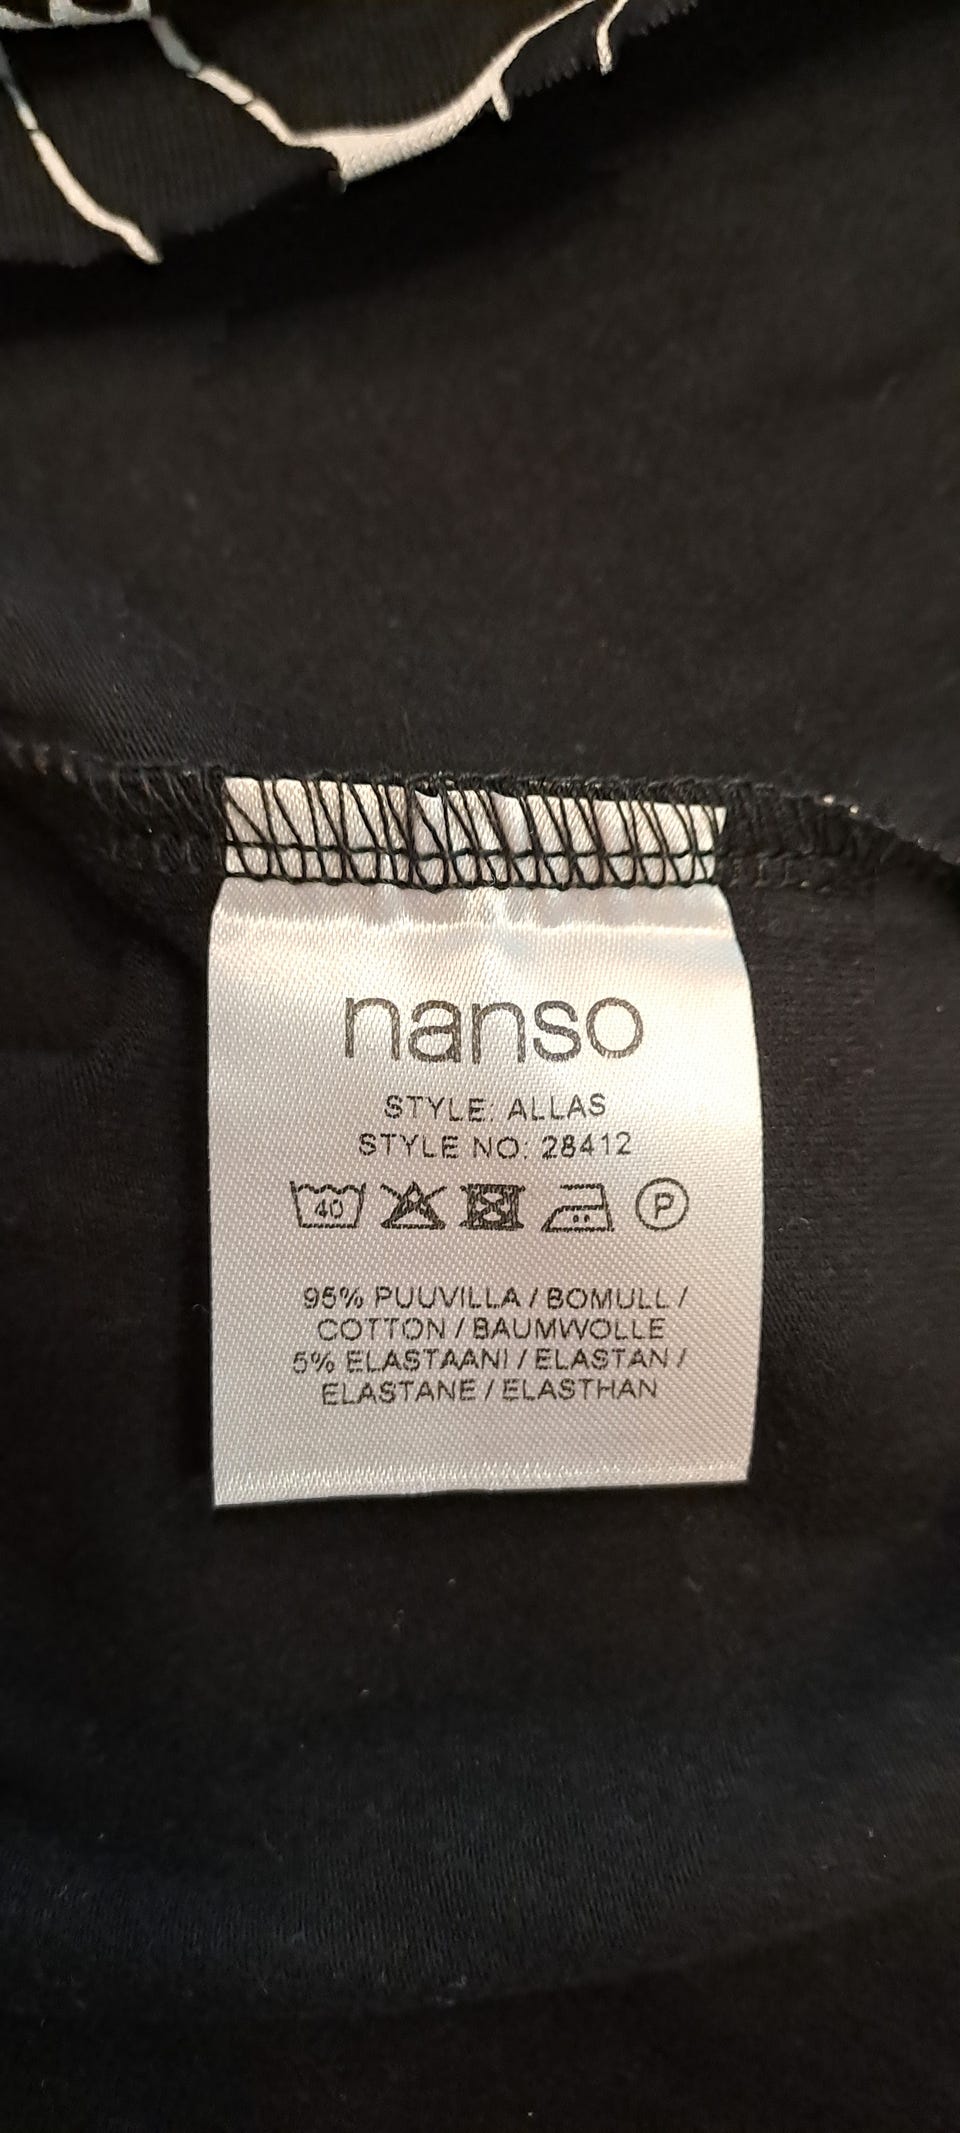 nanso
STYLE: ALLAS
STYLE NO: 28412
40 P
95% PUUVILLA / BOMULL /
COTTON / BAUMWOLLE
5% ELASTAANI / ELASTAN /
ELASTANE / ELASTHAN